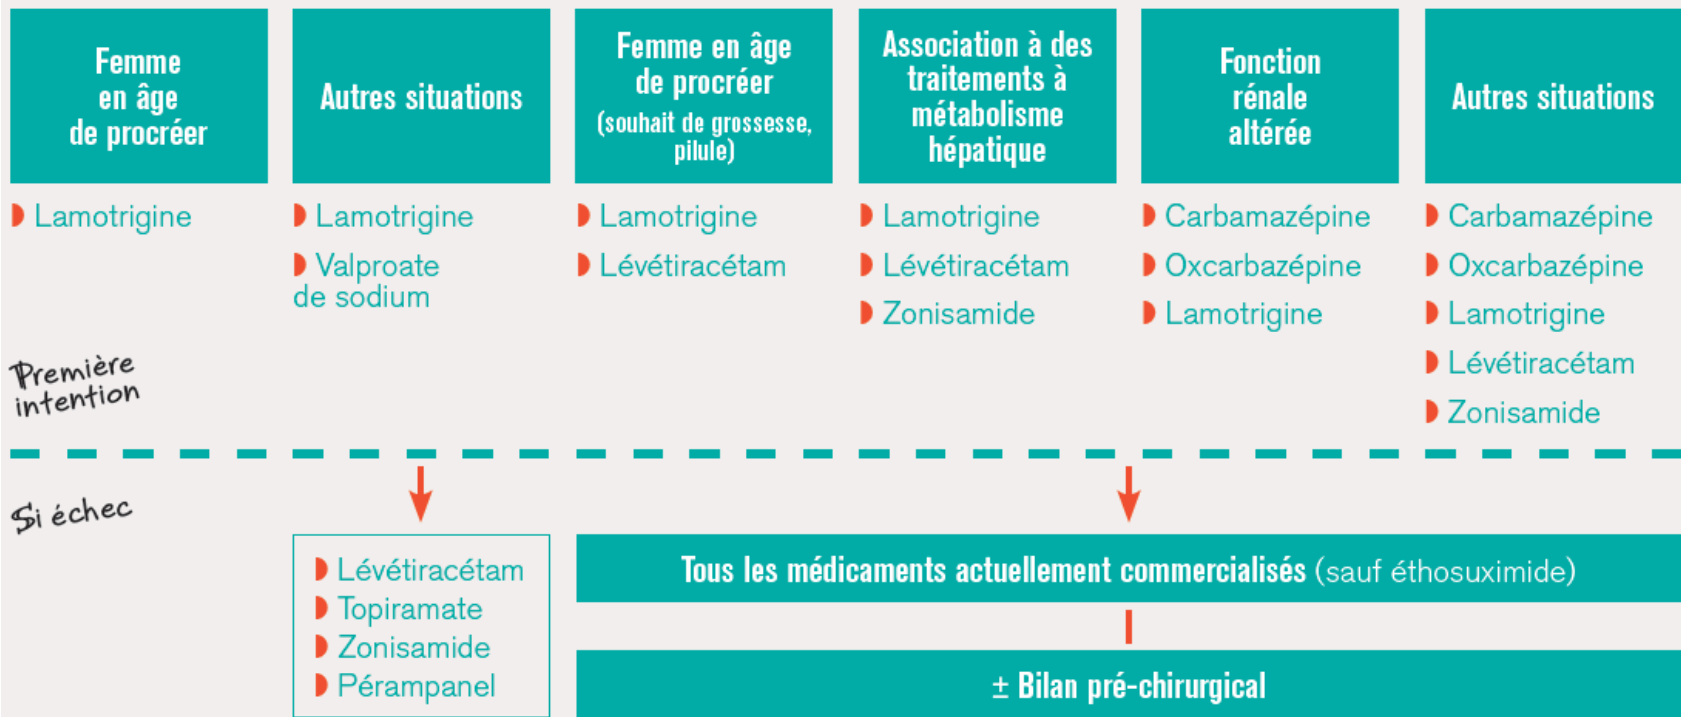 Femme
en âge
de procréer
Autres situations
Femme en âge
de procréer
(souhait de grossesse,
pilule)
Association à des
traitements à
métabolisme
hépatique
Fonction
rénale
altérée
Autres situations
Lamotrigine
Lamotrigine
Valproate
de sodium
Lamotrigine
Lévétiracétam
Lamotrigine
Lévétiracétam
Zonisamide
Carbamazépine
Oxcarbazépine
Lamotrigine
Carbamazépine
Oxcarbazépine
Lamotrigine
Lévétiracétam
Zonisamide
Première
intention
Si échec
Lévétiracétam
Topiramate
Zonisamide
Pérampanel
Tous les médicaments actuellement commercialisés (sauf éthosuximide)
± Bilan pré-chirurgical